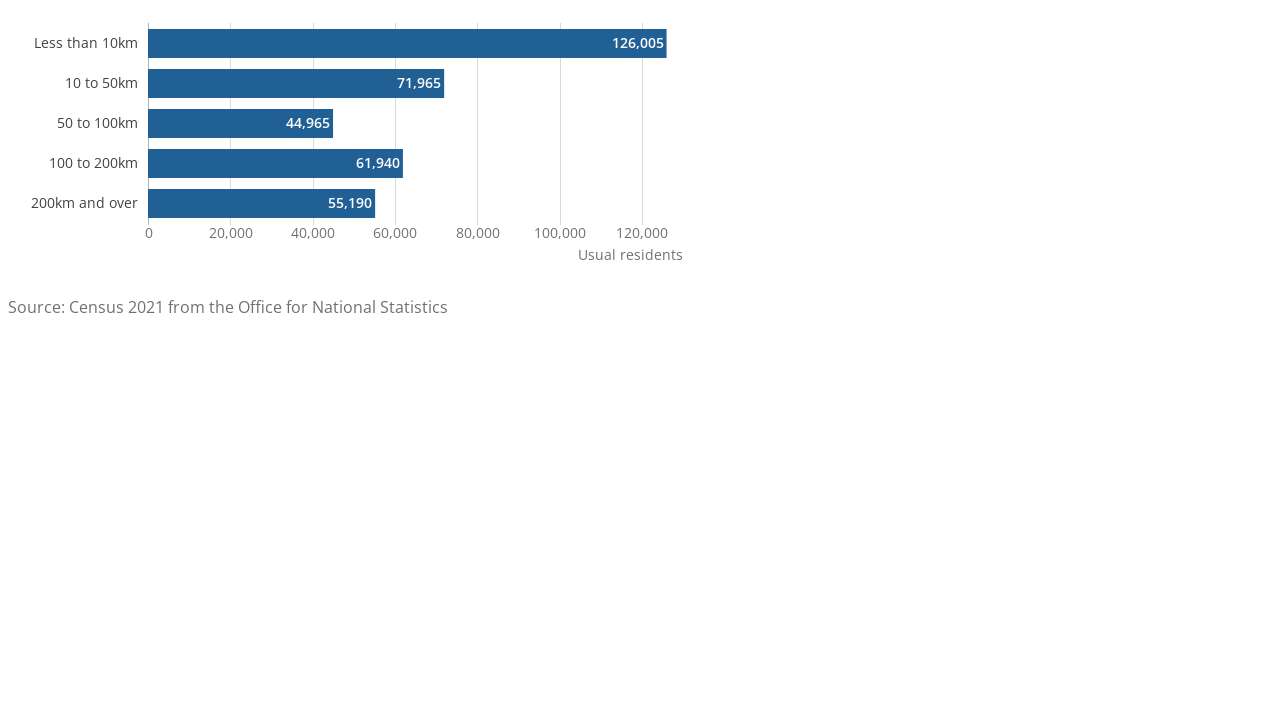 Less than 10km 126,005
10 to 50km 71,965
50 to 100km 44,965
100 to 200km 61,940
200km and over 55,190
0 20,000 40,000 60,000 80,000 100,000 120,000
Usual residents
Source: Census 2021 from the Office for National Statistics